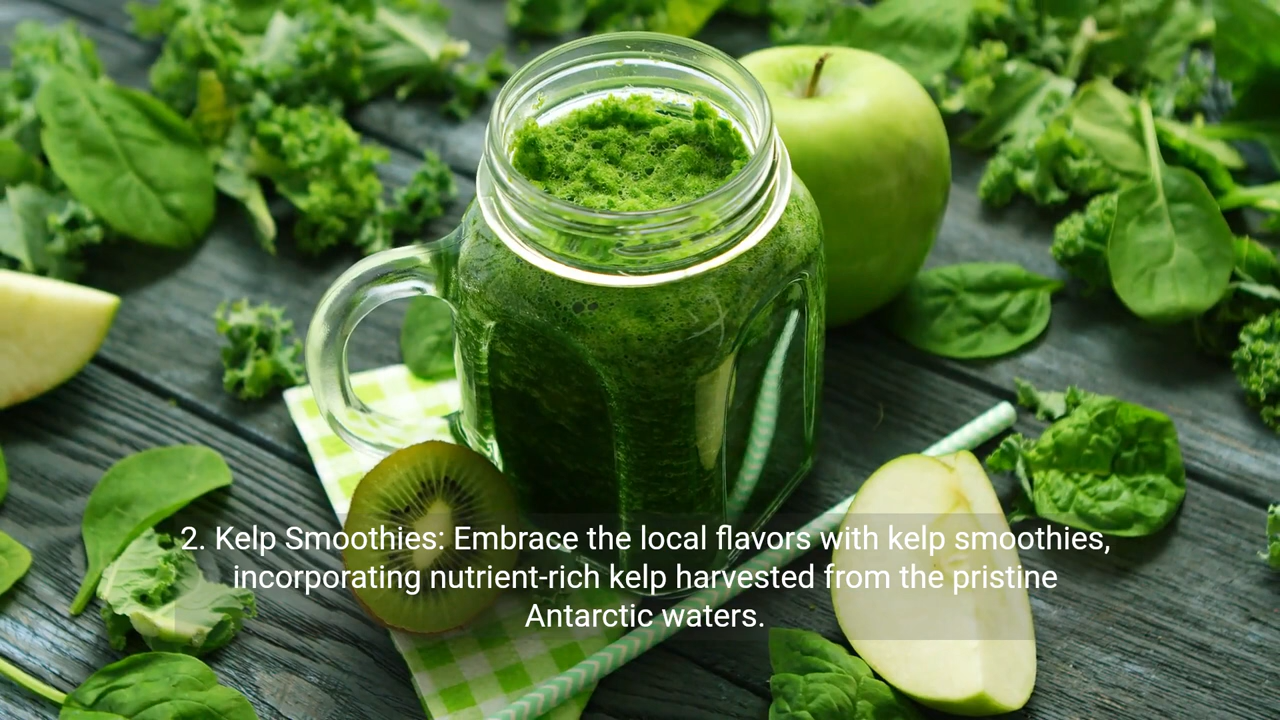 2. Kelp Smoothies: Embrace the local flavors with kelp smoothies,
incorporating nutrient-rich kelp harvested from the pristine
Antarctic waters.